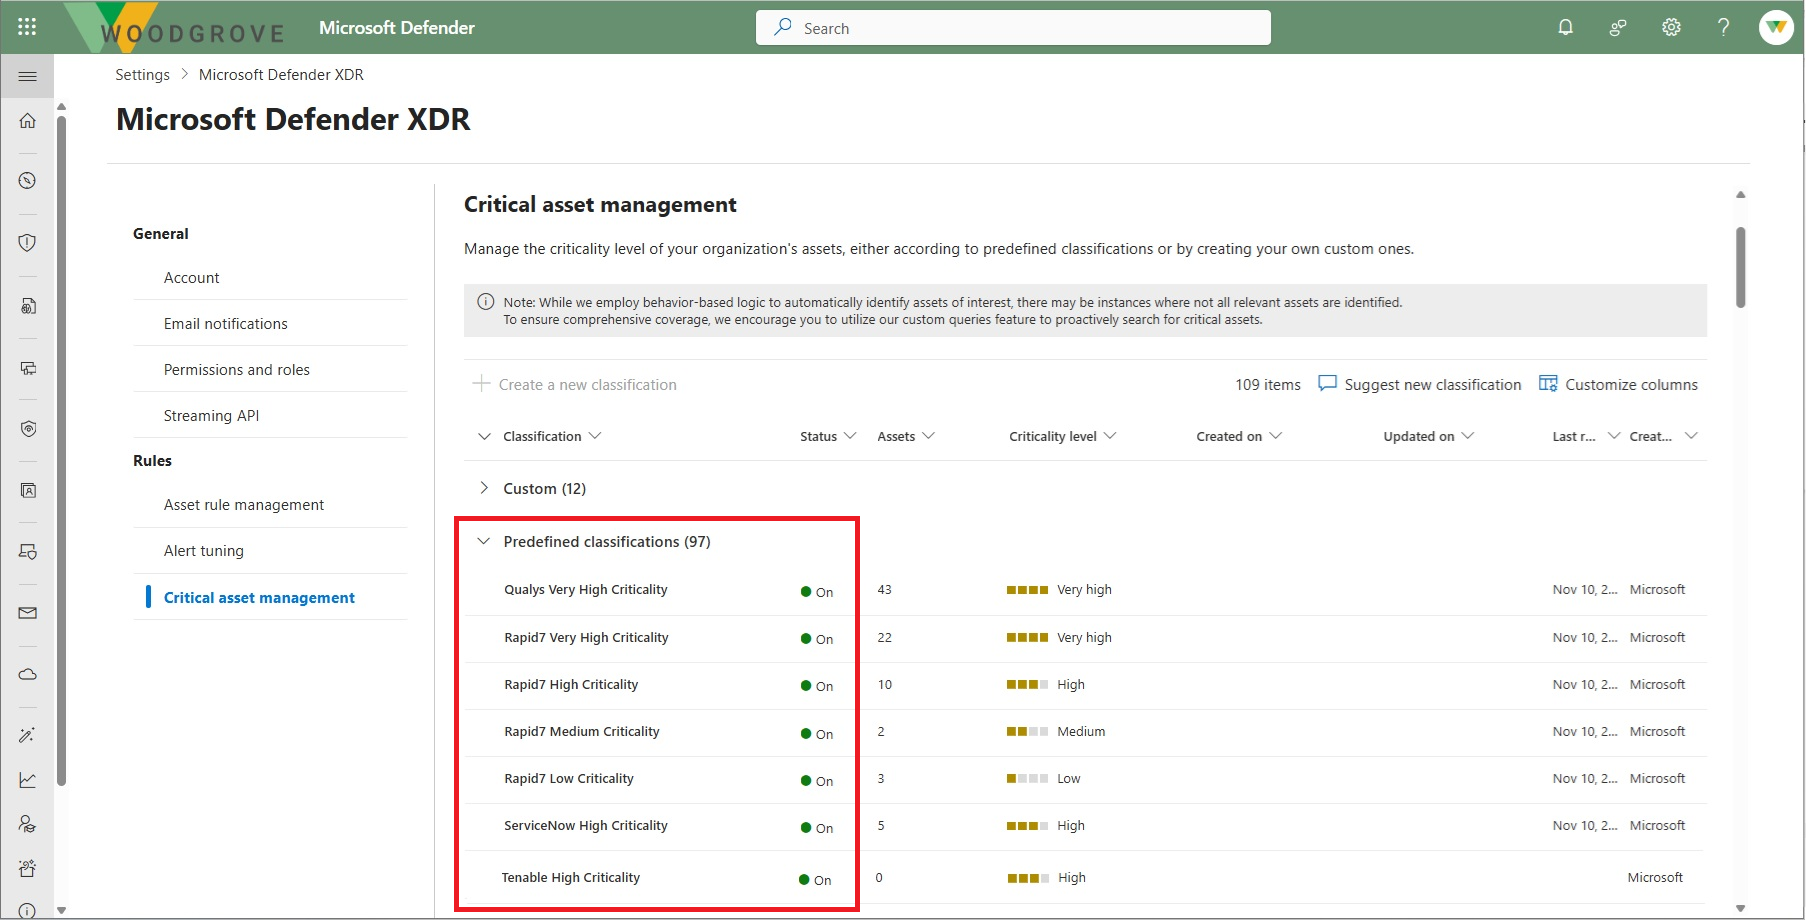 WOODGROVE
Microsoft Defender
Search
Settings > Microsoft Defender XDR
Microsoft Defender XDR
General
Account
Email notifications
Permissions and roles
Streaming API
Rules
Asset rule management
Alert tuning
Critical asset management
Critical asset management
Manage the criticality level of your organization's assets, either according to predefined classifications or by creating your own custom ones.
Note: While we employ behavior-based logic to automatically identify assets of interest, there may be instances where not all relevant assets are identified.
To ensure comprehensive coverage, we encourage you to utilize our custom queries feature to proactively search for critical assets.
Create a new classification 109 items Suggest new classification Customize columns
Classification Status Assets Criticality level Created on Updated on Last r... Creat...
Custom (12)
Predefined classifications (97)
Qualys Very High Criticality On 43 Very high Nov 10, 2... Microsoft
Rapid7 Very High Criticality On 22 Very high Nov 10, 2... Microsoft
Rapid7 High Criticality On 10 High Nov 10, 2... Microsoft
Rapid7 Medium Criticality On 2 Medium Nov 10, 2... Microsoft
Rapid7 Low Criticality On 3 Low Nov 10, 2... Microsoft
ServiceNow High Criticality On 5 High Nov 10, 2... Microsoft
Tenable High Criticality On 0 High Microsoft